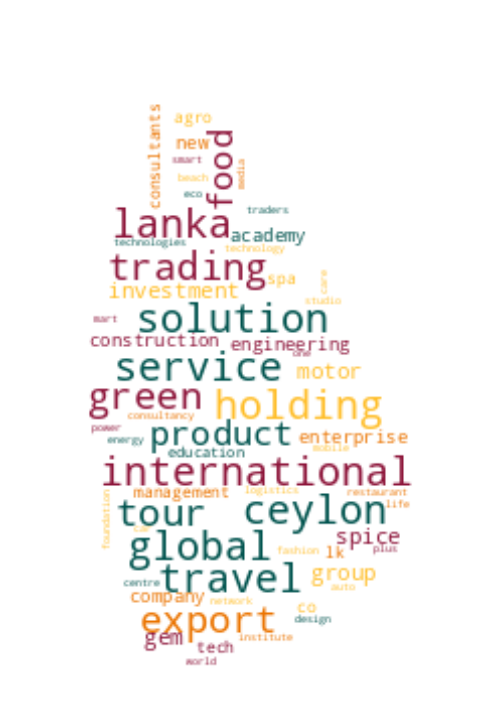 consultants
agro
new
food
smart
media
beach
eco
traders
lanka
academy
technologies
technology
trading
spa
care
investment
studio
mart
solution
construction
engineering
one
service
motor
green
holding
consultancy
power
product
enterprise
energy
mobile
education
international
management
logistics
restaurant
foundation
tour
ceylon
life
car
spice
global
plus
fashion
lk
travel
group
centre
auto
company
network
co
export
design
gem
institute
tech
world